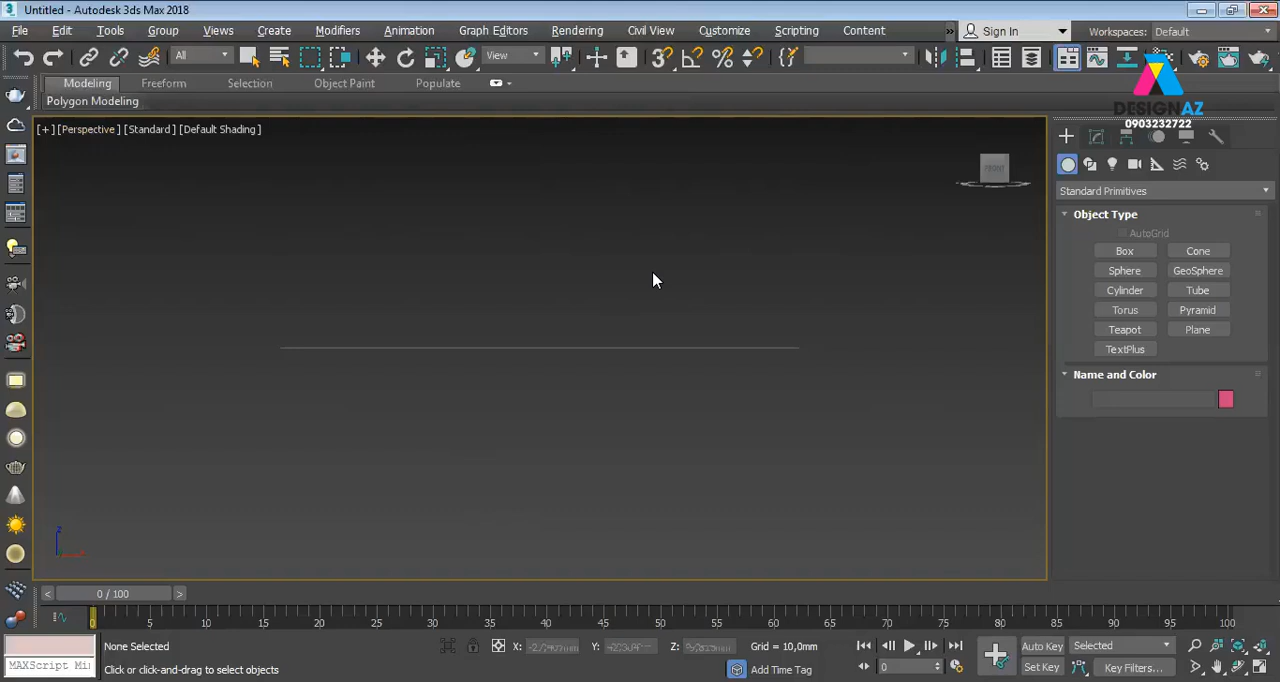 Untitled - Autodesk 3ds Max 2018
File Edit Tools Group Views Create Modifiers Animation Graph Editors Rendering Civil View Customize Scripting Content » Sign In Workspaces: Default
All View
Modeling Freeform Selection Object Paint Populate
Polygon Modeling
DESIGNAZ
0903232722
[+] [Perspective ] [Standard ] [Default Shading ]
FRONT
Standard Primitives
Object Type
AutoGrid
Box Cone
Sphere GeoSphere
Cylinder Tube
Torus Pyramid
Teapot Plane
TextPlus
Name and Color
z
< 0 / 100 >
0 5 10 15 20 25 30 35 40 45 50 55 60 65 70 75 80 85 90 95 100
None Selected X: Y: Z: Grid = 10,0mm Auto Key Selected
MAXScript Mi: Click or click-and-drag to select objects Add Time Tag 0 Set Key Key Filters...